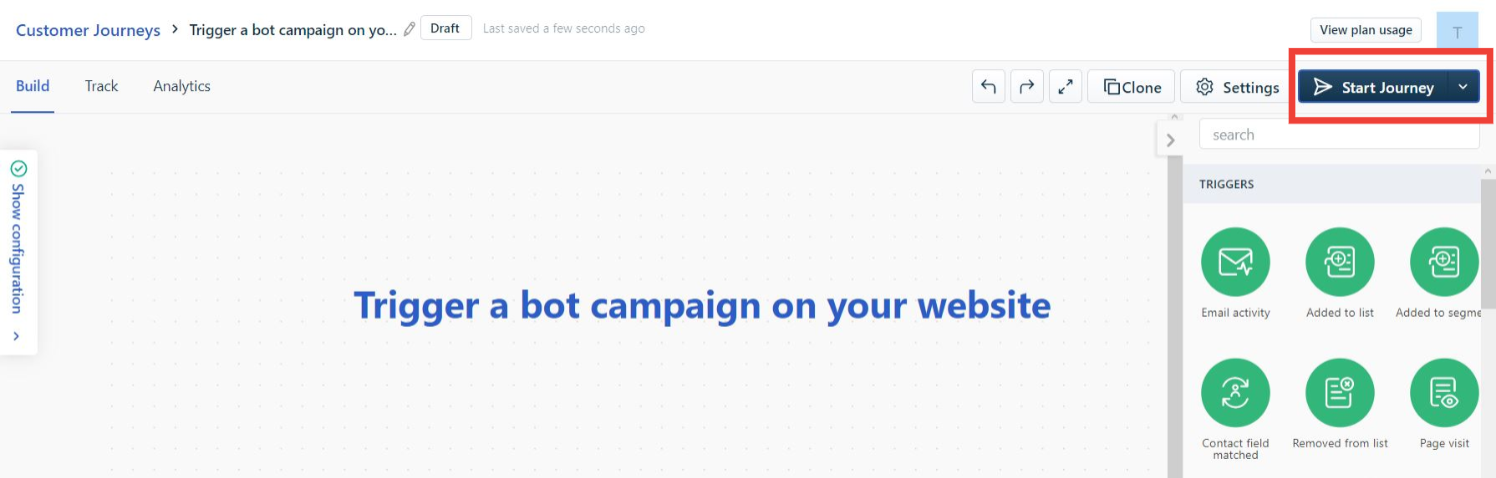 Customer Journeys > Trigger a bot campaign on yo... Draft Last saved a few seconds ago View plan usage T
Build Track Analytics Clone Settings Start Journey
search
Show configuration
TRIGGERS
Trigger a bot campaign on your website
Email activity Added to list Added to segme
Contact field matched Removed from list Page visit